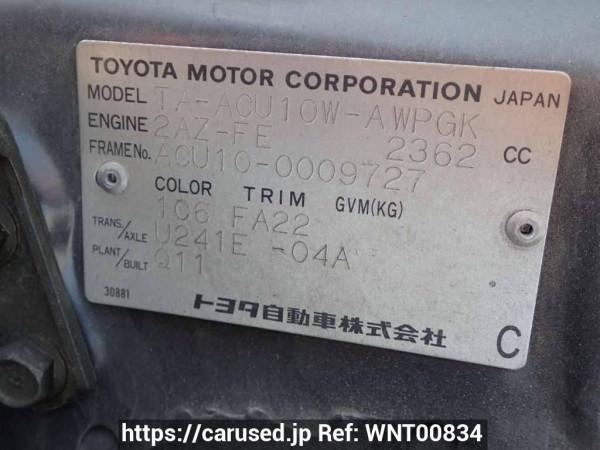 TOYOTA MOTOR CORPORATION JAPAN
MODEL TA-ACU10W-AWPGK
ENGINE 2AZ-FE 2362 CC
FRAME No. ACU10-0009727
COLOR TRIM GVM(KG)
1C6 FA22
TRANS./AXLE U241E -04A
PLANT/BUILT Q11
30881
トヨタ自動車株式会社
C
https://carused.jp Ref: WNT00834